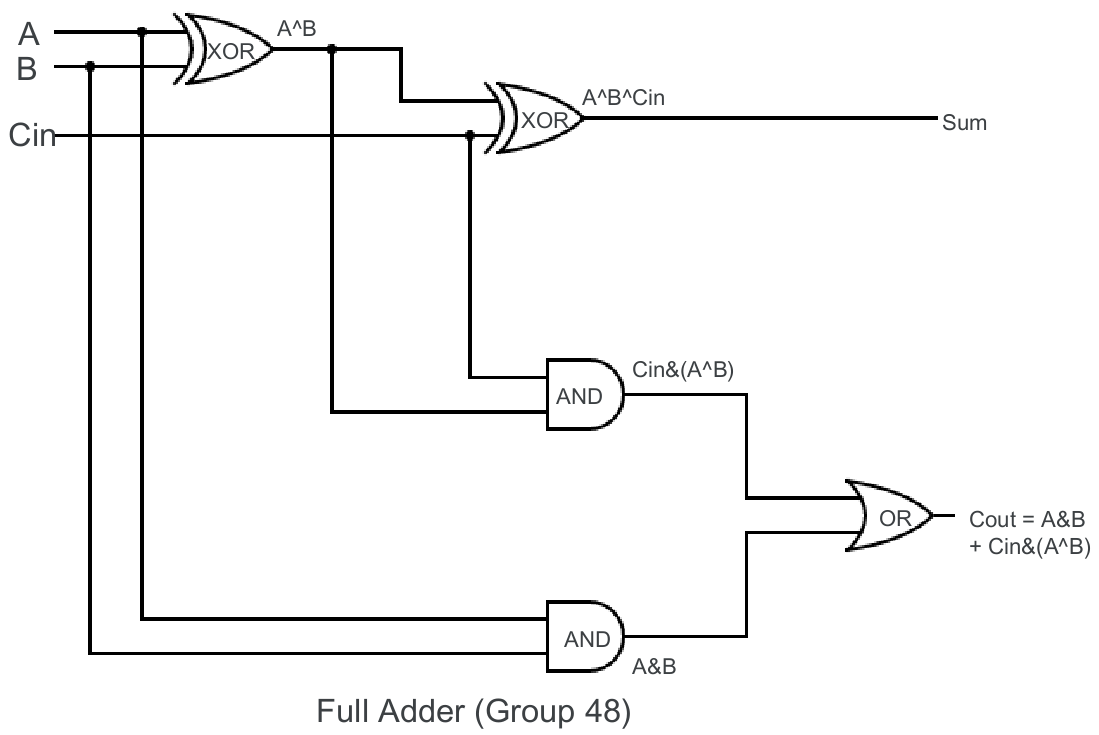 A
B
Cin
XOR
A^B
XOR
A^B^Cin
Sum
AND
Cin&(A^B)
OR
Cout = A&B
+ Cin&(A^B)
AND
A&B
Full Adder (Group 48)